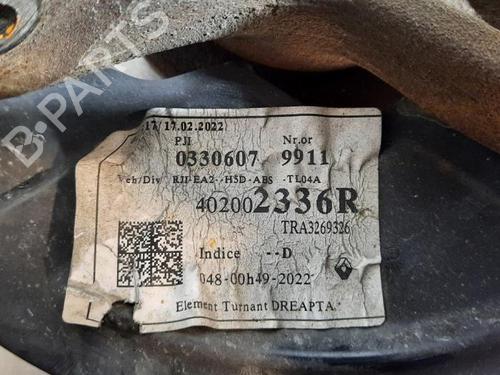 17/17.02.2022)
PJI Nr.or
0330607 9911
Veh/Div RJI-EA2--H5D-ABS -TL04A
402002336R
TRA3269326
Indice --D
048-00h49-2022
L
Element Turnant DREAPTA.
B-PARTS